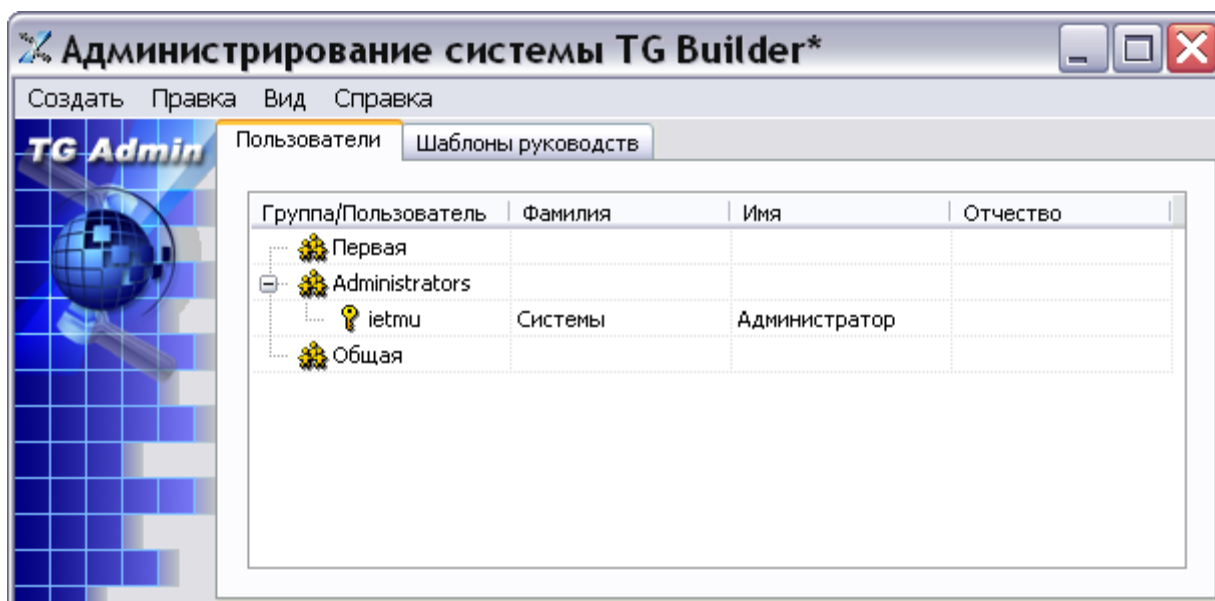 Администрирование системы TG Builder*
Создать Правка Вид Справка
TG Admin
Пользователи Шаблоны руководств
Группа/Пользователь Фамилия Имя Отчество
Первая
Administrators
ietmu Системы Администратор
Общая